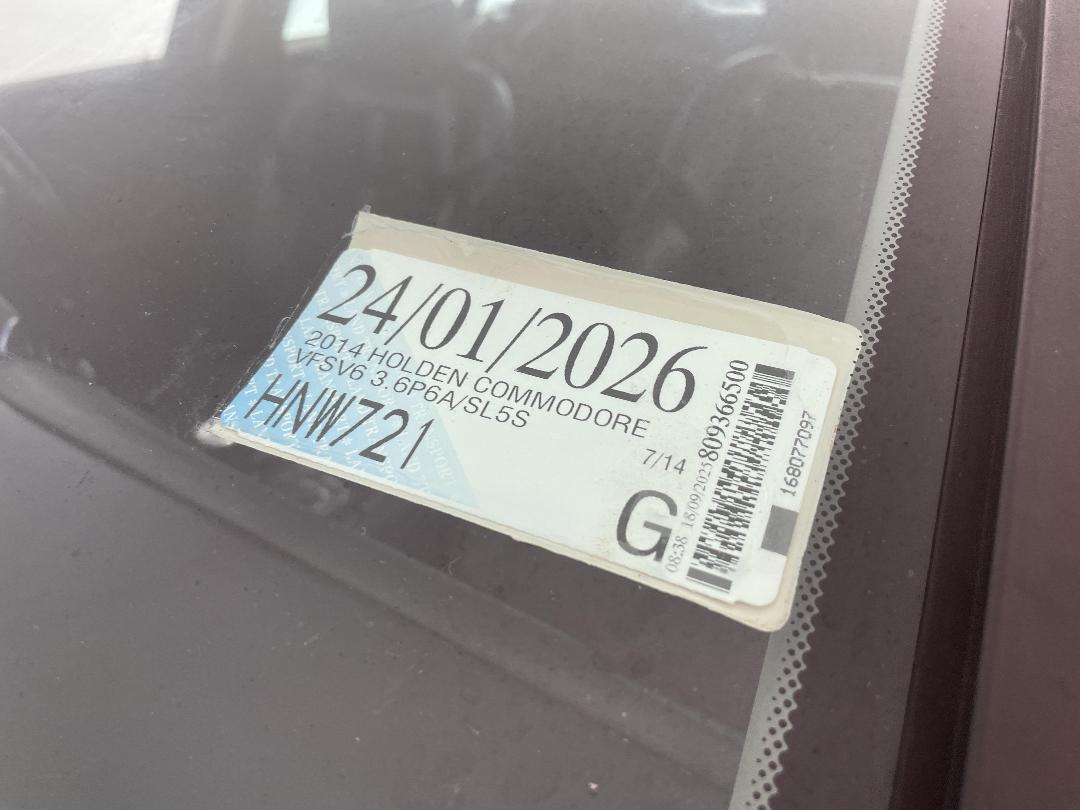 24/01/2026
2014 HOLDEN COMMODORE
VFSV6 3.6P6A/SL5S
HNW721
7/14
G
08:38 18/09/2025 809366500
168077097